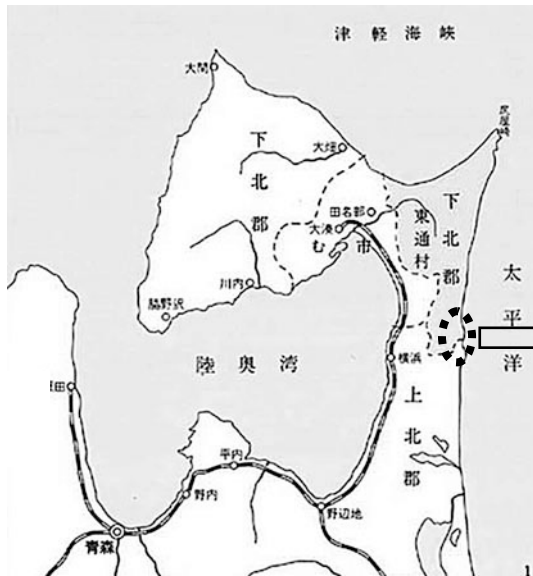 津軽海峡
大間
尻屋崎
大畑
下北郡
下北郡
田名部
東通村
大湊
むつ市
太平洋
川内
脇野沢
陸奥湾
横浜
上北郡
平内
野内
野辺地
青森
1